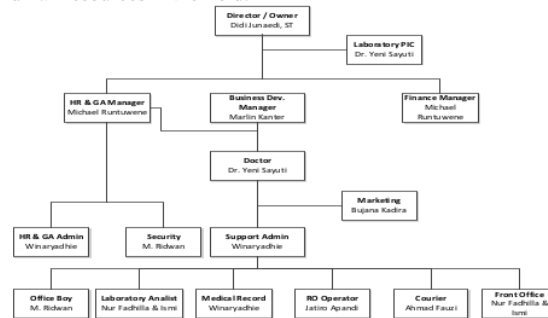 Director / Owner
Didi Junaedi, ST
Laboratory PIC
Dr. Yeni Sayuti
HR & GA Manager
Michael Runtuwene
Business Dev.
Manager
Marlin Kanter
Finance Manager
Michael
Runtuwene
Doctor
Dr. Yeni Sayuti
Marketing
Bujana Kadira
HR & GA Admin
Winaryadhie
Security
M. Ridwan
Support Admin
Winaryadhie
Office Boy
M. Ridwan
Laboratory Analist
Nur Fadhilla & Ismi
Medical Record
Winaryadhie
RO Operator
Jatiro Apandi
Courier
Ahmad Fauzi
Front Office
Nur Fadhilla &
Ismi